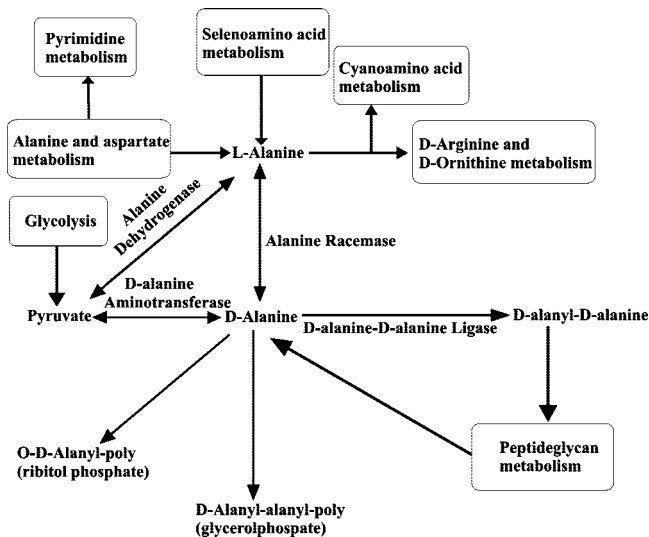 Pyrimidine
metabolism
Selenoamino acid
metabolism
Cyanoamino acid
metabolism
Alanine and aspartate
metabolism
L-Alanine
D-Arginine and
D-Ornithine metabolism
Glycolysis
Alanine
Dehydrogenase
Alanine Racemase
D-alanine
Aminotransferase
Pyruvate
D-Alanine
D-alanine-D-alanine Ligase
D-alanyl-D-alanine
O-D-Alanyl-poly
(ribitol phosphate)
Peptideglycan
metabolism
D-Alanyl-alanyl-poly
(glycerolphospate)